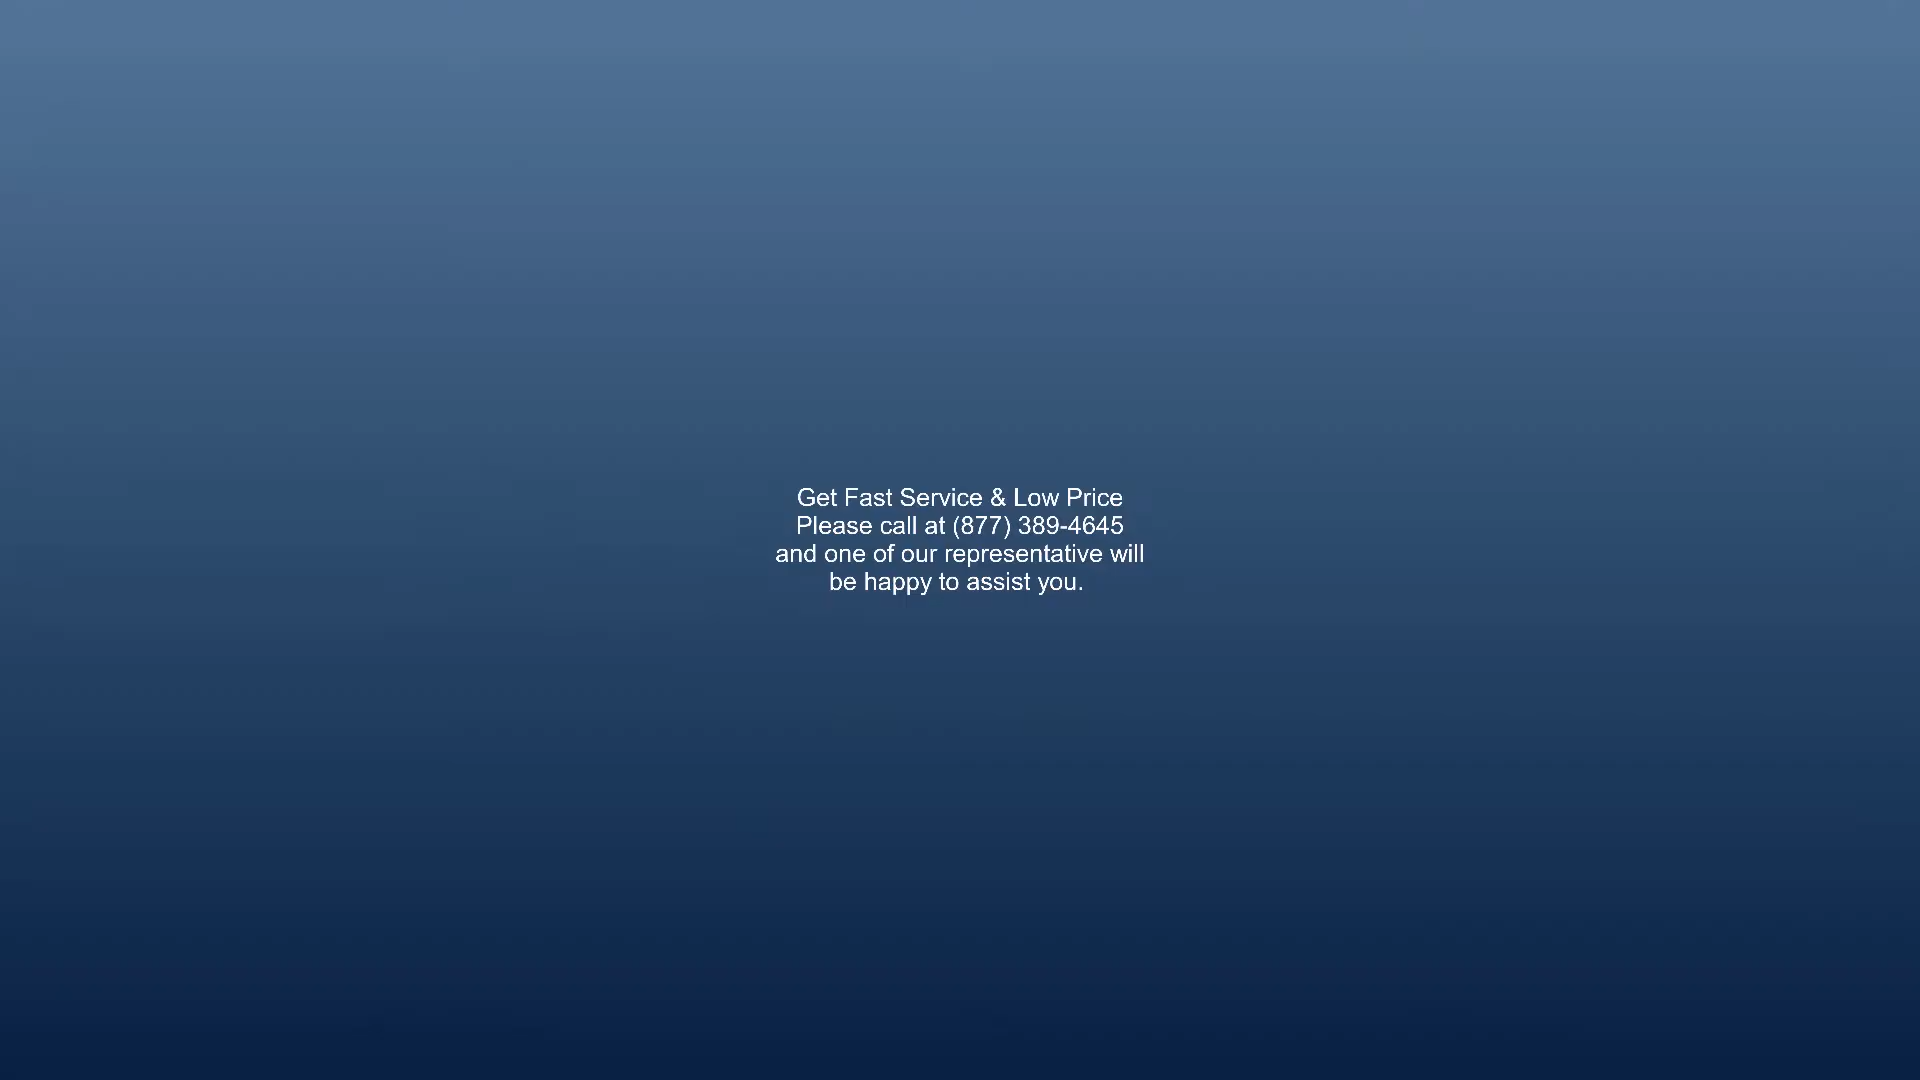 Get Fast Service & Low Price
Please call at (877) 389-4645
and one of our representative will
be happy to assist you.